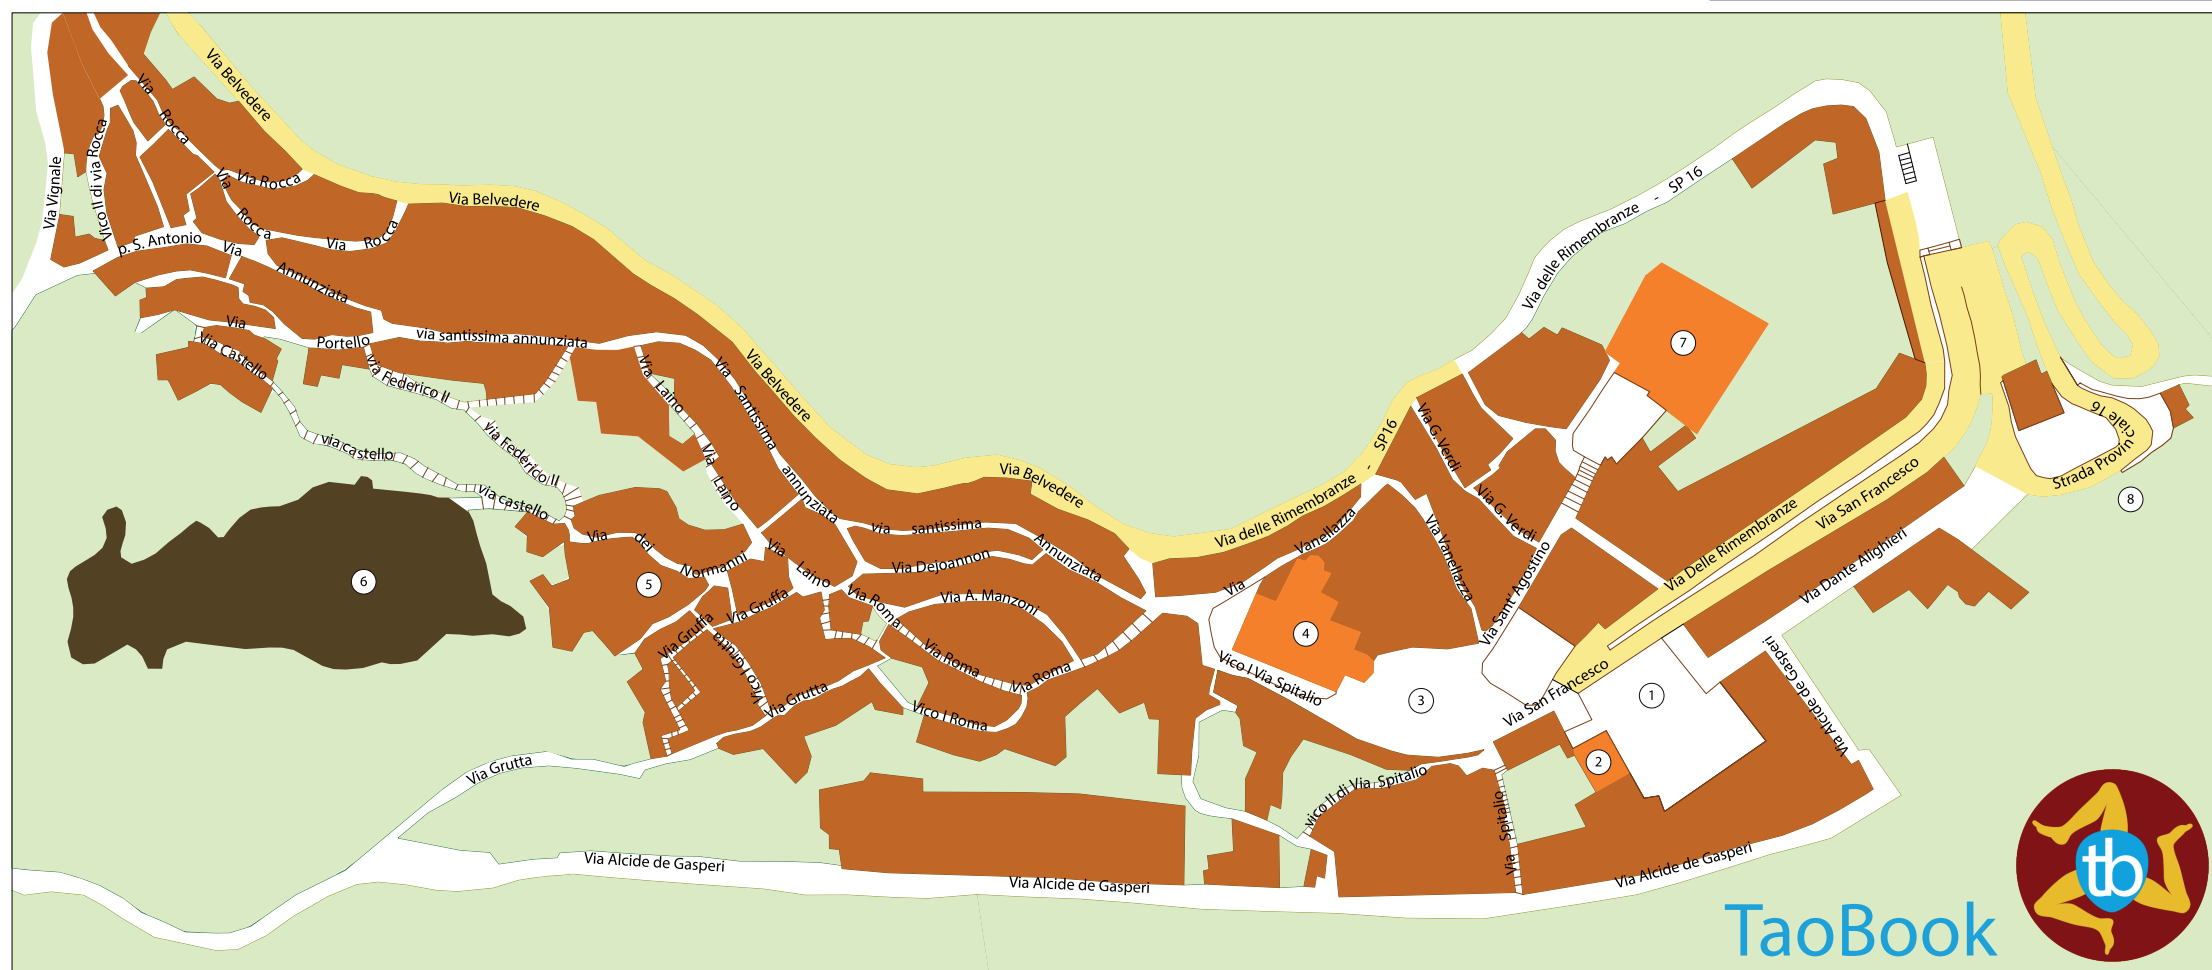 Via Belvedere
Via
Rocca
Vico II di via Rocca
Via Vignale
Via Rocca
Via
Rocca
Via Rocca
p. S. Antonio
Via
Annunziata
Via Belvedere
Via
Portello
via santissima annunziata
Via Castello
via Federico II
via castello
via Federico II
via castello
Via Laino
Via Laino
Via Santissima annunziata
Via Belvedere
Via Belvedere
via santissima
Annunziata
Via dei
Normanni
Via
Laino
Via Dejoannon
Via A. Manzoni
Via Roma
Via Roma
Via Roma
Via Gruffa
Via Gruffa
Vico I Grutta
Via Grutta
Vico I Roma
Via Grutta
Via Alcide de Gasperi
Via Alcide de Gasperi
Via Alcide de Gasperi
Via Alcide de Gasperi
Via delle Rimembranze - SP 16
Via delle Rimembranze - SP16
Via G. Verdi
Via G. Verdi
Via Vanellazza
Via Vanellazza
Via Sant' Agostino
Vico I Via Spitalio
vico II di Via Spitalio
Via Spitalio
Via San Francesco
Via San Francesco
Via Delle Rimembranze
Via Dante Alighieri
Strada Provinciale 16
1
2
3
4
5
6
7
8
TaoBook
tb